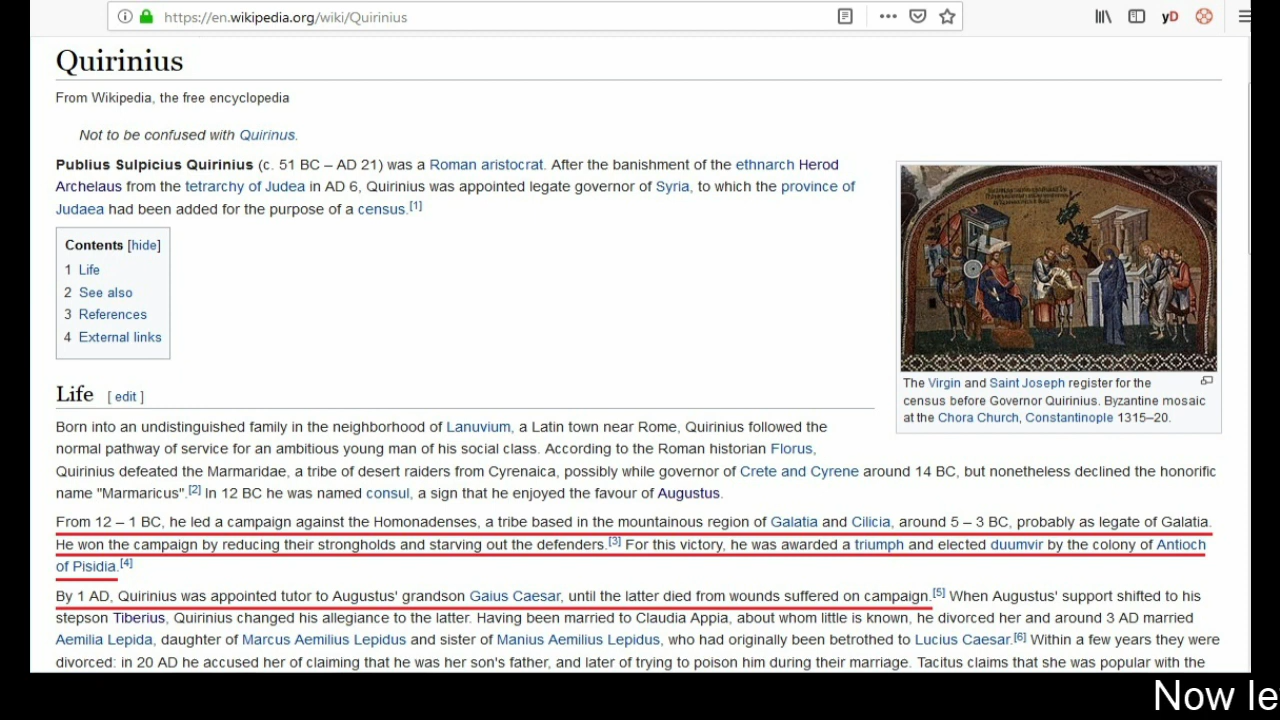 https://en.wikipedia.org/wiki/Quirinius
yD
Quirinius
From Wikipedia, the free encyclopedia
Not to be confused with Quirinus.
Publius Sulpicius Quirinius (c. 51 BC – AD 21) was a Roman aristocrat. After the banishment of the ethnarch Herod
Archelaus from the tetrarchy of Judea in AD 6, Quirinius was appointed legate governor of Syria, to which the province of
Judaea had been added for the purpose of a census.[1]
Contents [hide]
1 Life
2 See also
3 References
4 External links
The Virgin and Saint Joseph register for the
census before Governor Quirinius. Byzantine mosaic
at the Chora Church, Constantinople 1315–20.
Life [ edit ]
Born into an undistinguished family in the neighborhood of Lanuvium, a Latin town near Rome, Quirinius followed the
normal pathway of service for an ambitious young man of his social class. According to the Roman historian Florus,
Quirinius defeated the Marmaridae, a tribe of desert raiders from Cyrenaica, possibly while governor of Crete and Cyrene around 14 BC, but nonetheless declined the honorific
name "Marmaricus".[2] In 12 BC he was named consul, a sign that he enjoyed the favour of Augustus.
From 12 – 1 BC, he led a campaign against the Homonadenses, a tribe based in the mountainous region of Galatia and Cilicia, around 5 – 3 BC, probably as legate of Galatia.
He won the campaign by reducing their strongholds and starving out the defenders.[3] For this victory, he was awarded a triumph and elected duumvir by the colony of Antioch
of Pisidia.[4]
By 1 AD, Quirinius was appointed tutor to Augustus' grandson Gaius Caesar, until the latter died from wounds suffered on campaign.[5] When Augustus' support shifted to his
stepson Tiberius, Quirinius changed his allegiance to the latter. Having been married to Claudia Appia, about whom little is known, he divorced her and around 3 AD married
Aemilia Lepida, daughter of Marcus Aemilius Lepidus and sister of Manius Aemilius Lepidus, who had originally been betrothed to Lucius Caesar.[6] Within a few years they were
divorced: in 20 AD he accused her of claiming that he was her son's father, and later of trying to poison him during their marriage. Tacitus claims that she was popular with the
Now le